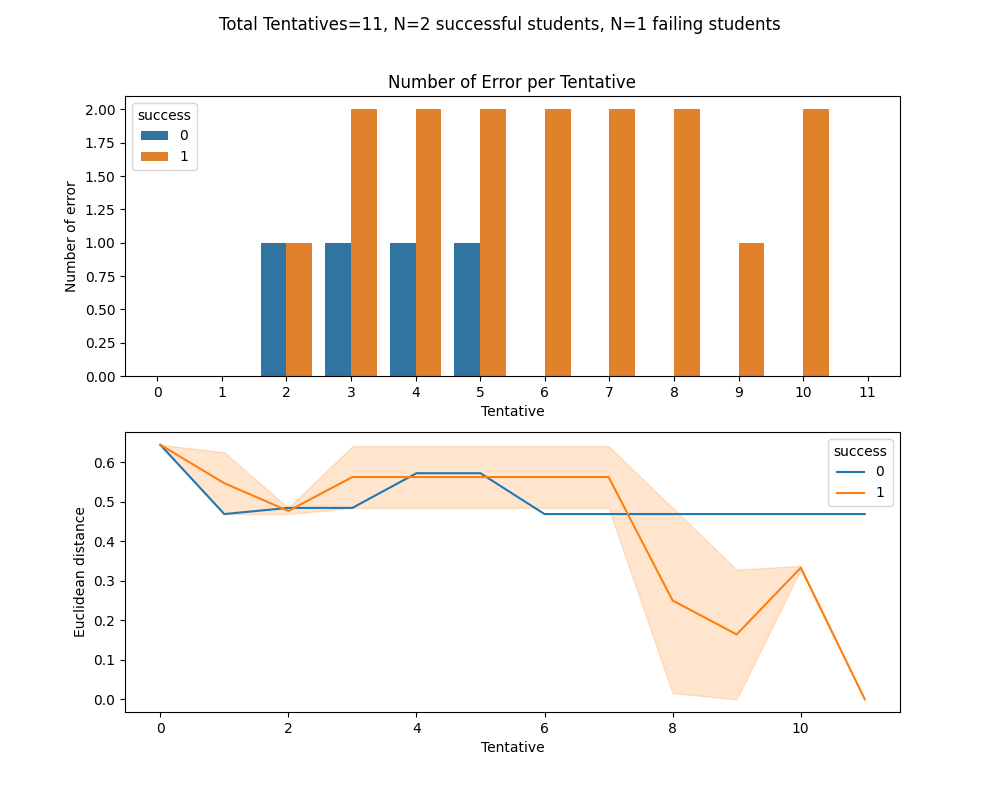 Total Tentatives=11, N=2 successful students, N=1 failing students
Number of Error per Tentative
success
0
1
2.00
1.75
1.50
1.25
1.00
0.75
0.50
0.25
0.00
Number of error
0 1 2 3 4 5 6 7 8 9 10 11
Tentative
success
0
1
0.6
0.5
0.4
0.3
0.2
0.1
0.0
Euclidean distance
0 2 4 6 8 10
Tentative